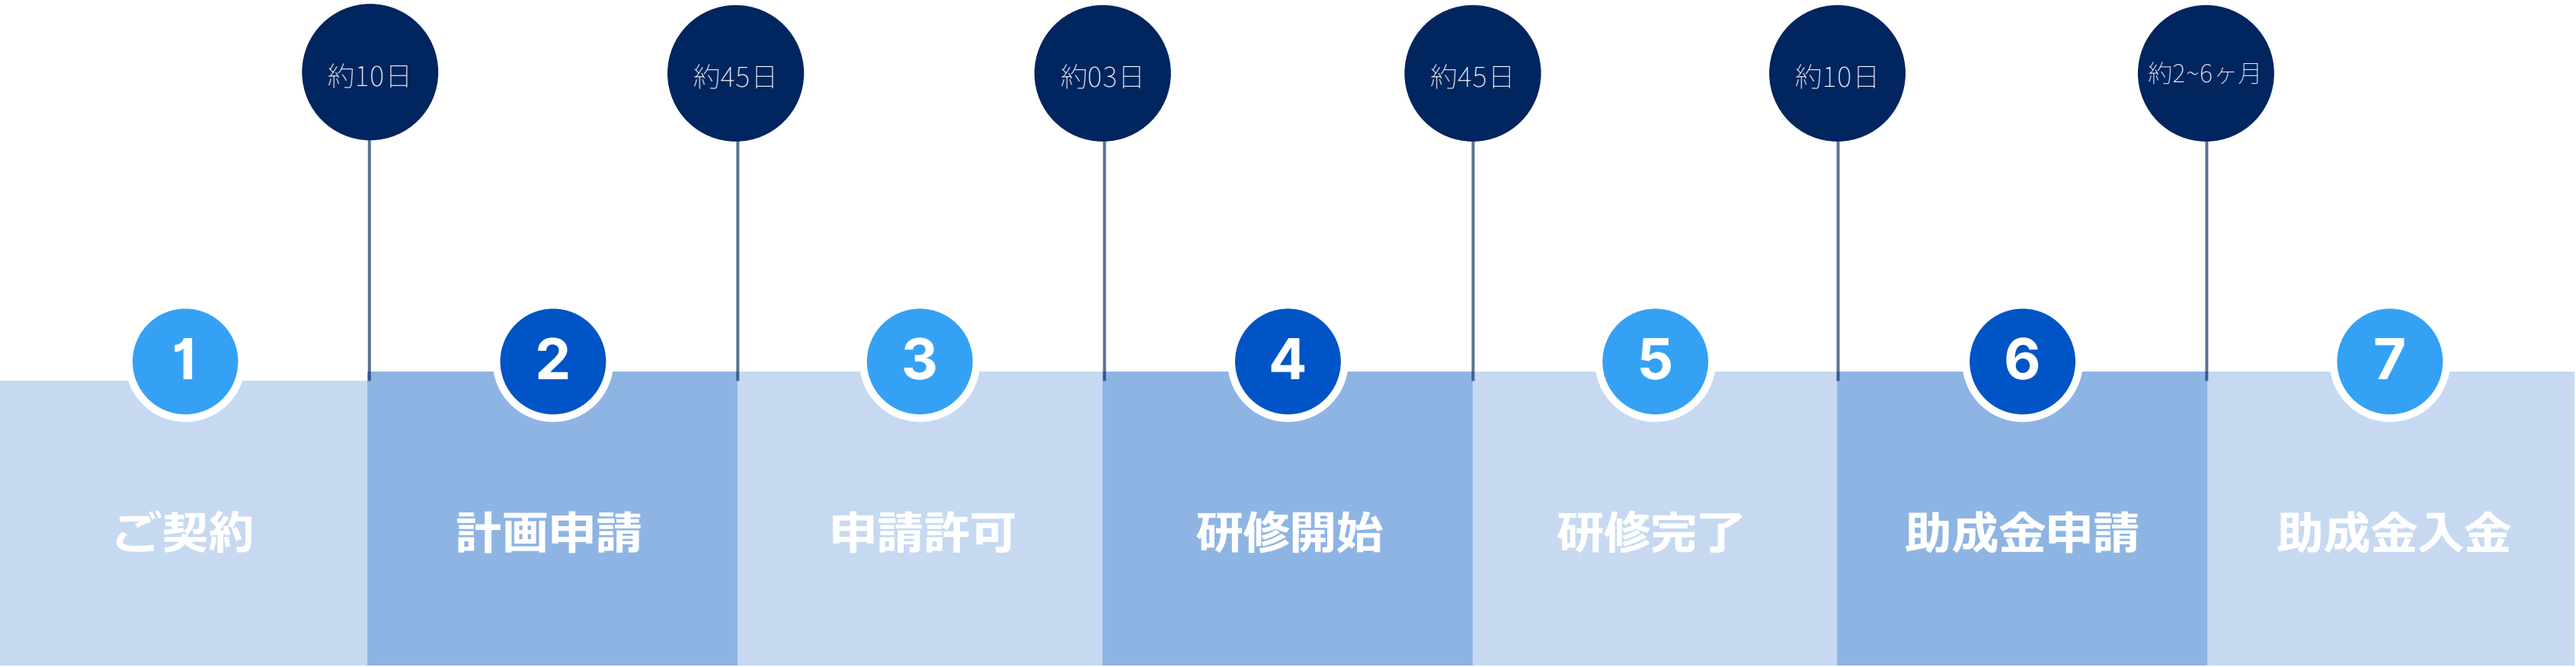 約10日
約45日
約03日
約45日
約10日
約2~6ヶ月
1
2
3
4
5
6
7
ご契約
計画申請
申請許可
研修開始
研修完了
助成金申請
助成金入金